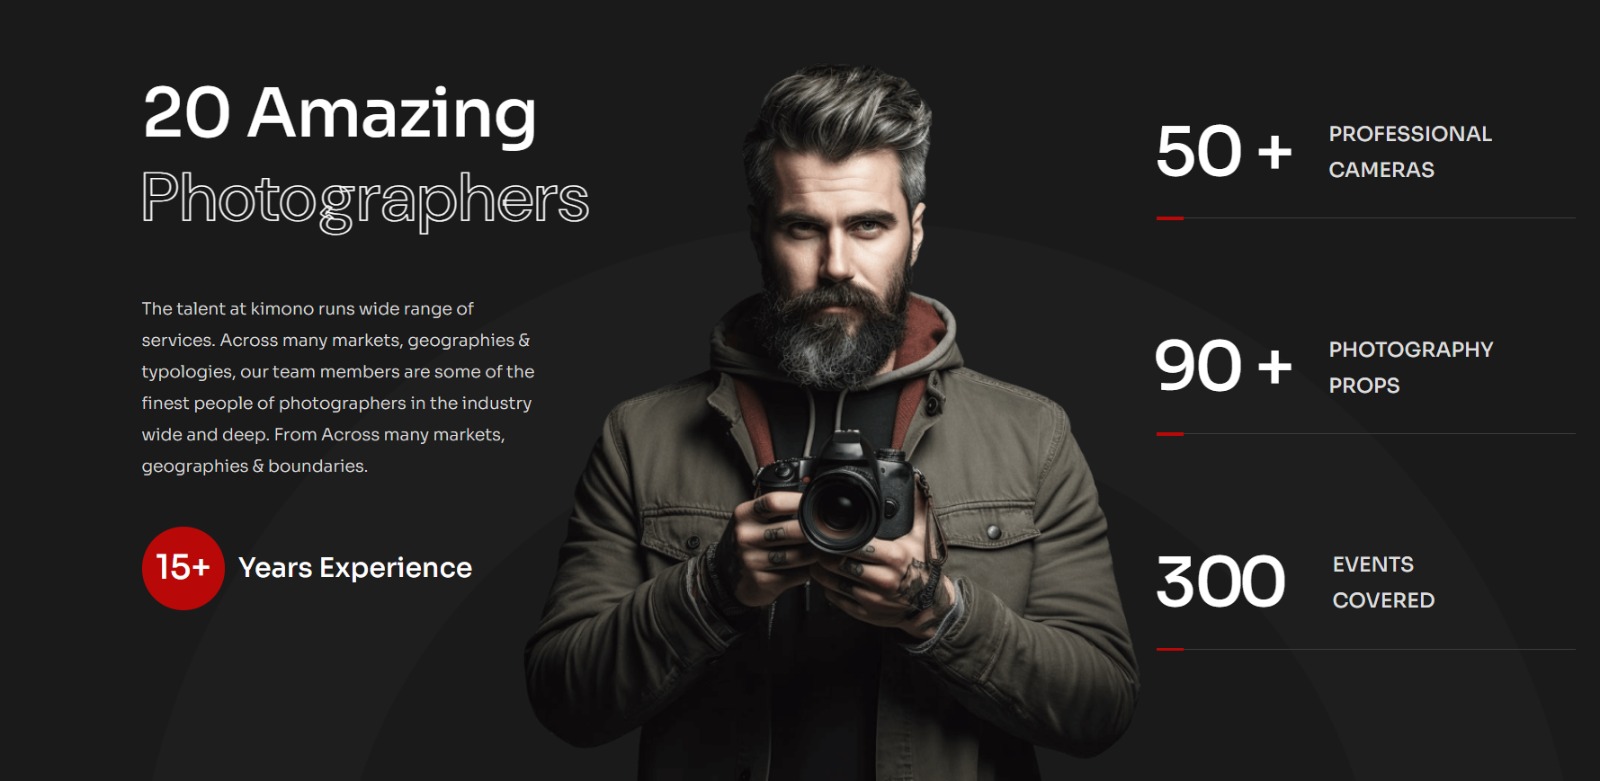 20 Amazing
Photographers
The talent at kimono runs wide range of
services. Across many markets, geographies &
typologies, our team members are some of the
finest people of photographers in the industry
wide and deep. From Across many markets,
geographies & boundaries.
15+ Years Experience
50 + PROFESSIONAL
CAMERAS
90 + PHOTOGRAPHY
PROPS
300 EVENTS
COVERED